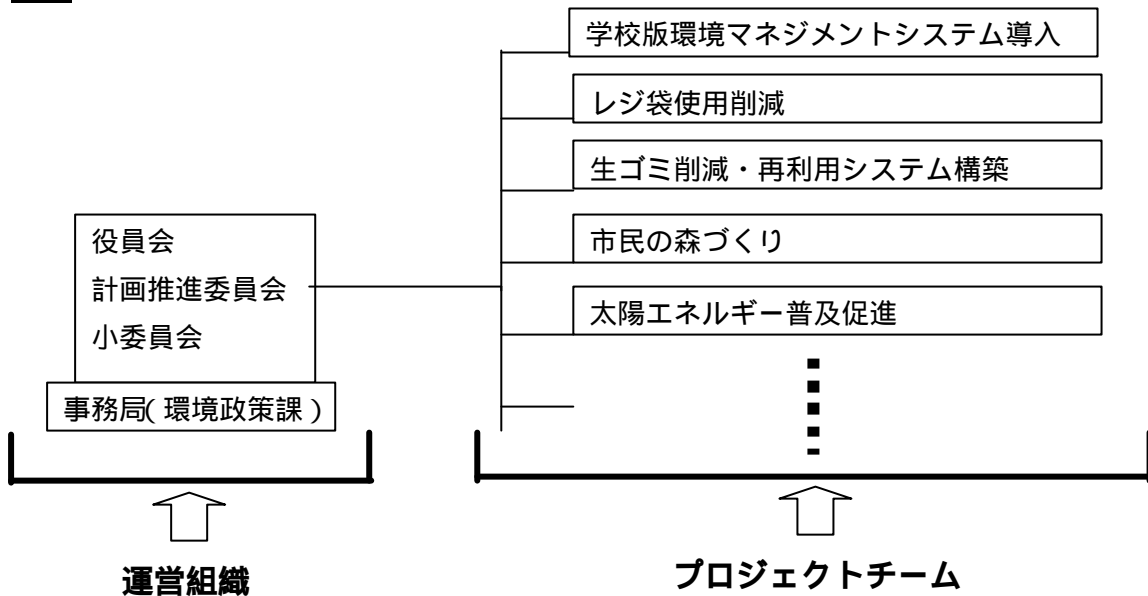 学校版環境マネジメントシステム導入
レジ袋使用削減
生ゴミ削減・再利用システム構築
市民の森づくり
太陽エネルギー普及促進
役員会
計画推進委員会
小委員会
事務局(環境政策課)
運営組織
プロジェクトチーム